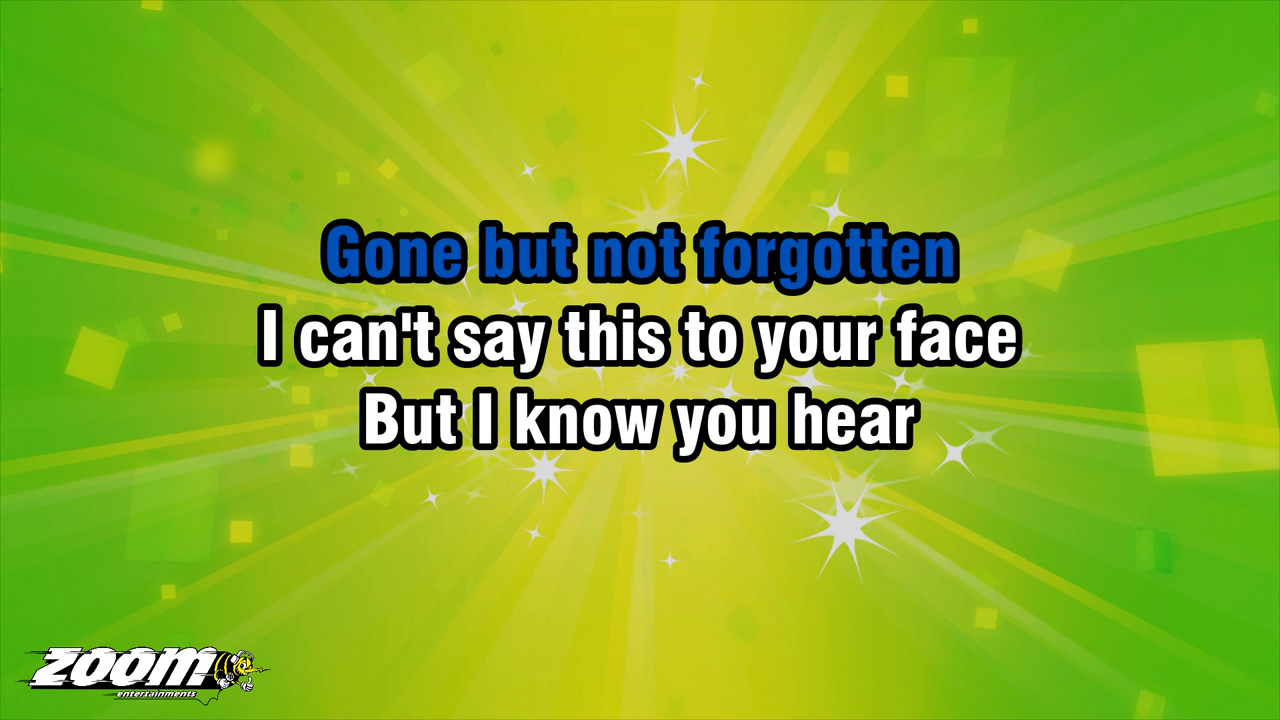 Gone but not forgotten
I can't say this to your face
But I know you hear
ZOOM
entertainments